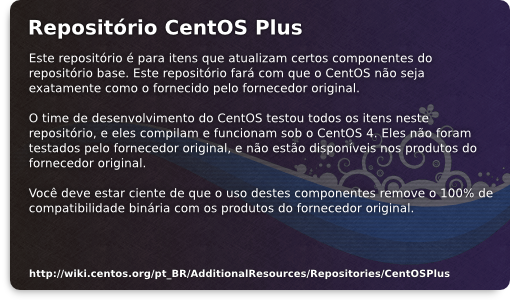 Repositório CentOS Plus
Este repositório é para itens que atualizam certos componentes do
repositório base. Este repositório fará com que o CentOS não seja
exatamente como o fornecido pelo fornecedor original.
O time de desenvolvimento do CentOS testou todos os itens neste
repositório, e eles compilam e funcionam sob o CentOS 4. Eles não foram
testados pelo fornecedor original, e não estão disponíveis nos produtos do
fornecedor original.
Você deve estar ciente de que o uso destes componentes remove o 100% de
compatibilidade binária com os produtos do fornecedor original.
http://wiki.centos.org/pt_BR/AdditionalResources/Repositories/CentOSPlus